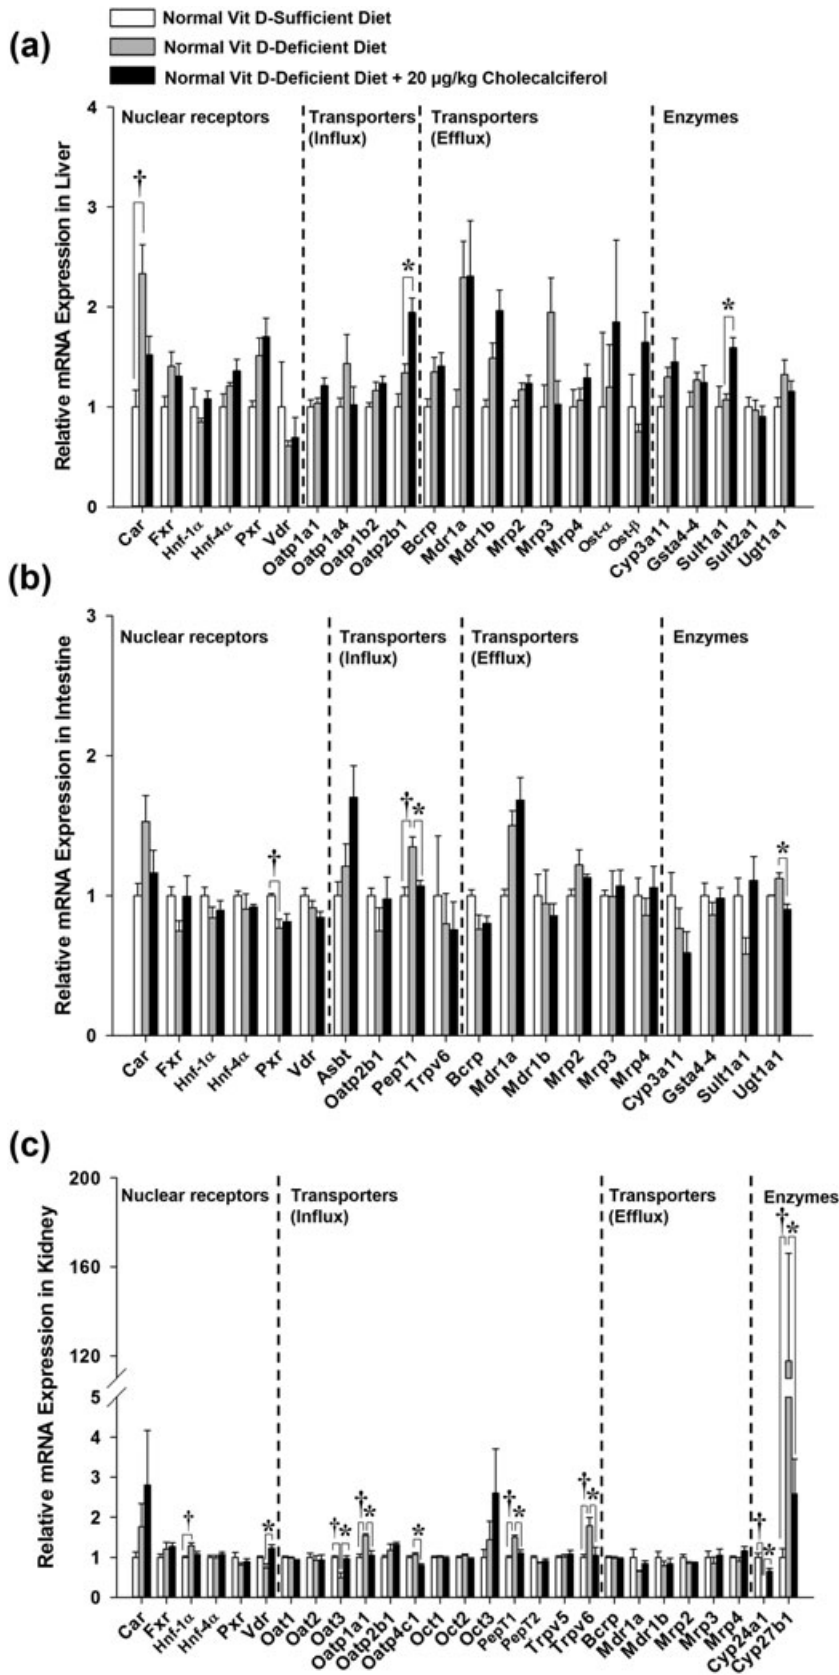 Normal Vit D-Sufficient Diet
Normal Vit D-Deficient Diet
Normal Vit D-Deficient Diet + 20 µg/kg Cholecalciferol
(a)
Relative mRNA Expression in Liver
4
3
2
1
0
Nuclear receptors
Transporters
(Influx)
Transporters
(Efflux)
Enzymes
†
*
*
Car
Fxr
Hnf-1α
Hnf-4α
Pxr
Vdr
Oatp1a1
Oatp1a4
Oatp1b2
Oatp2b1
Bcrp
Mdr1a
Mdr1b
Mrp2
Mrp3
Mrp4
Ost-α
Ost-β
Cyp3a11
Gsta4-4
Sult1a1
Sult2a1
Ugt1a1
(b)
Relative mRNA Expression in Intestine
3
2
1
0
Nuclear receptors
Transporters
(Influx)
Transporters
(Efflux)
Enzymes
†
† *
*
Car
Fxr
Hnf-1α
Hnf-4α
Pxr
Vdr
Asbt
Oatp2b1
PepT1
Trpv6
Bcrp
Mdr1a
Mdr1b
Mrp2
Mrp3
Mrp4
Cyp3a11
Gsta4-4
Sult1a1
Ugt1a1
(c)
Relative mRNA Expression in Kidney
200
160
120
5
4
3
2
1
0
Nuclear receptors
Transporters
(Influx)
Transporters
(Efflux)
Enzymes
†
*
† *
† *
*
† *
† *
† *
† *
Car
Fxr
Hnf-1α
Hnf-4α
Pxr
Vdr
Oat1
Oat2
Oat3
Oatp1a1
Oatp2b1
Oatp4c1
Oct1
Oct2
Oct3
PepT1
PepT2
Trpv5
Trpv6
Bcrp
Mdr1a
Mdr1b
Mrp2
Mrp3
Mrp4
Cyp24a1
Cyp27b1